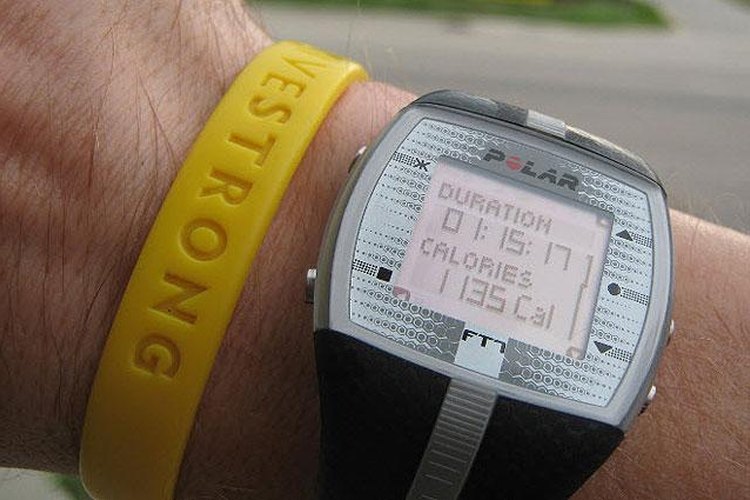 VESTRONG
POLAR
DURATION
01:15:17
CALORIES
1135 Cal
FT7